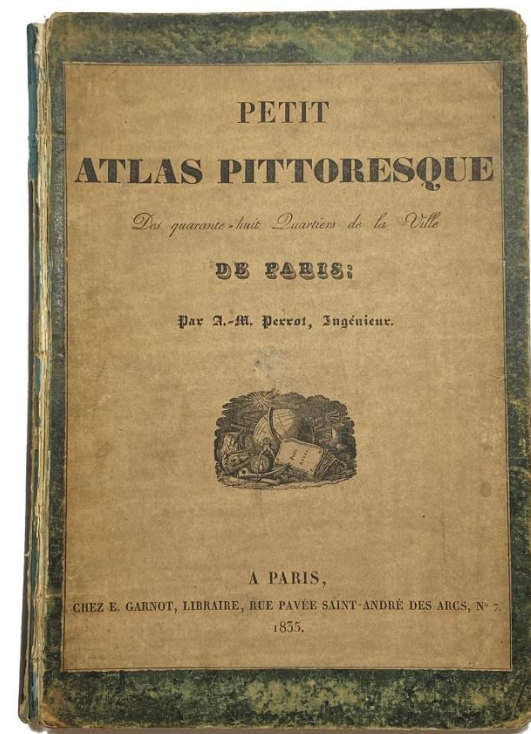 PETIT
ATLAS PITTORESQUE
Des quarante-huit Quartiers de la Ville
DE PARIS;
Par A.-M. Perrot, Ingénieur.
A PARIS,
CHEZ E. GARNOT, LIBRAIRE, RUE PAVÉE SAINT-ANDRÉ DES ARCS, N° 7.
1835.